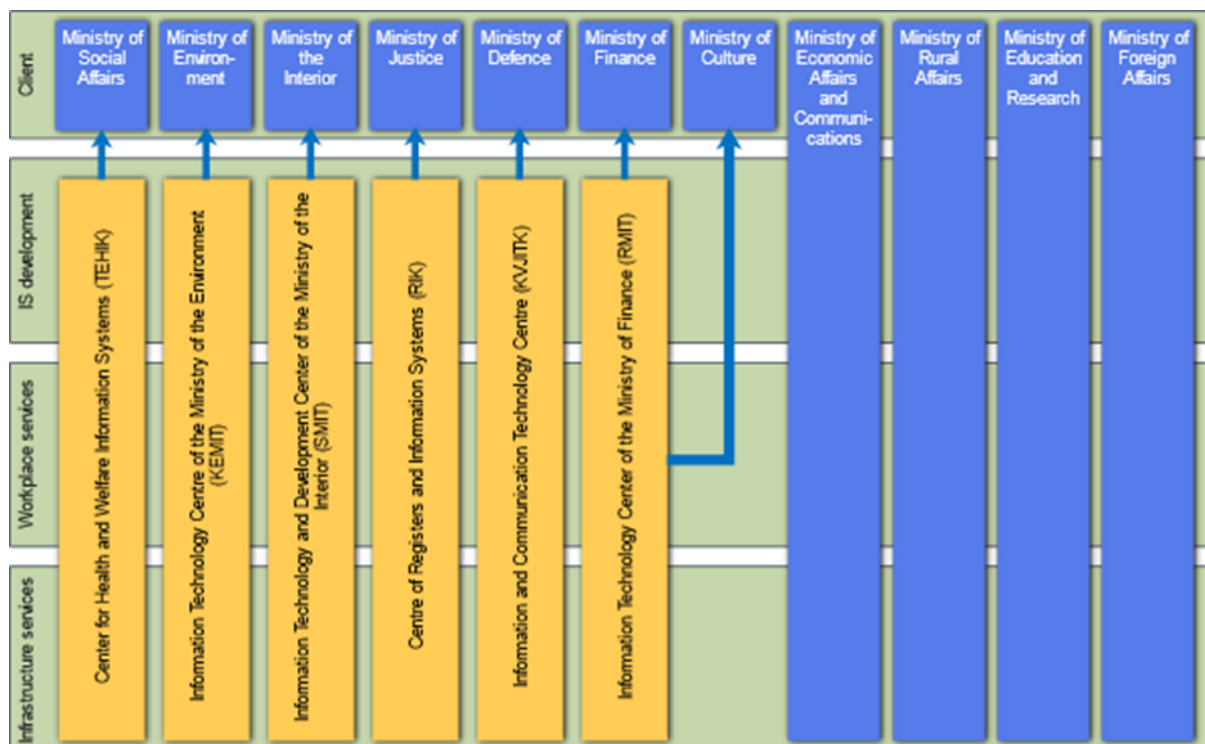 Client
Ministry of
Social
Affairs
Ministry of
Environ-
ment
Ministry of
the
Interior
Ministry of
Justice
Ministry of
Defence
Ministry of
Finance
Ministry of
Culture
Ministry of
Economic
Affairs
and
Communi-
cations
Ministry of
Rural
Affairs
Ministry of
Education
and
Research
Ministry of
Foreign
Affairs
IS development
Workplace services
Infrastructure services
Center for Health and Welfare Information Systems (TEHIK)
Information Technology Centre of the Ministry of the Environment
(KEMIT)
Information Technology and Development Center of the Ministry of the
Interior (SMIT)
Centre of Registers and Information Systems (RIK)
Information and Communication Technology Centre (KVJITK)
Information Technology Center of the Ministry of Finance (RMIT)